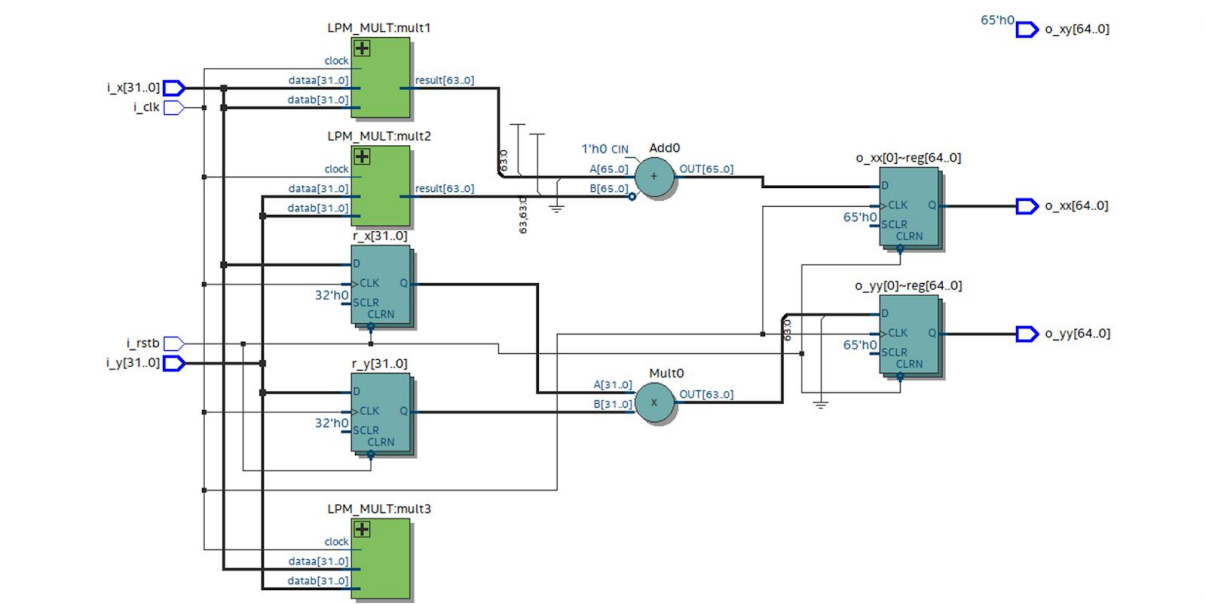 65'h0
o_xy[64..0]
LPM_MULT:mult1
clock
i_x[31..0]
dataa[31..0]
result[63..0]
i_clk
datab[31..0]
LPM_MULT:mult2
1'h0 CIN
Add0
63:0
o_xx[0]~reg[64..0]
clock
A[65..0]
+
OUT[65..0]
dataa[31..0]
result[63..0]
B[65..0]
D
datab[31..0]
63,63:0
CLK
Q
o_xx[64..0]
65'h0
SCLR
r_x[31..0]
CLRN
D
CLK
Q
o_yy[0]~reg[64..0]
32'h0
SCLR
CLRN
D
63:0
CLK
Q
o_yy[64..0]
i_rstb
65'h0
SCLR
i_y[31..0]
r_y[31..0]
CLRN
Mult0
D
A[31..0]
x
OUT[63..0]
CLK
Q
B[31..0]
32'h0
SCLR
CLRN
LPM_MULT:mult3
clock
dataa[31..0]
datab[31..0]